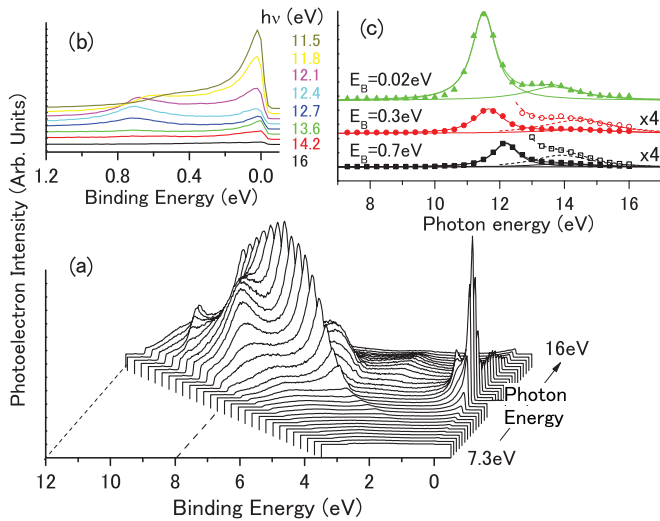 (b)
hν (eV)
11.5
11.8
12.1
12.4
12.7
13.6
14.2
16
1.2 0.8 0.4 0.0
Binding Energy (eV)
(c)
E_B=0.02eV
E_B=0.3eV
x4
E_B=0.7eV
x4
8 10 12 14 16
Photon energy (eV)
Photoelectron Intensity (Arb. Units)
(a)
16eV
Photon
Energy
7.3eV
12 10 8 6 4 2 0
Binding Energy (eV)